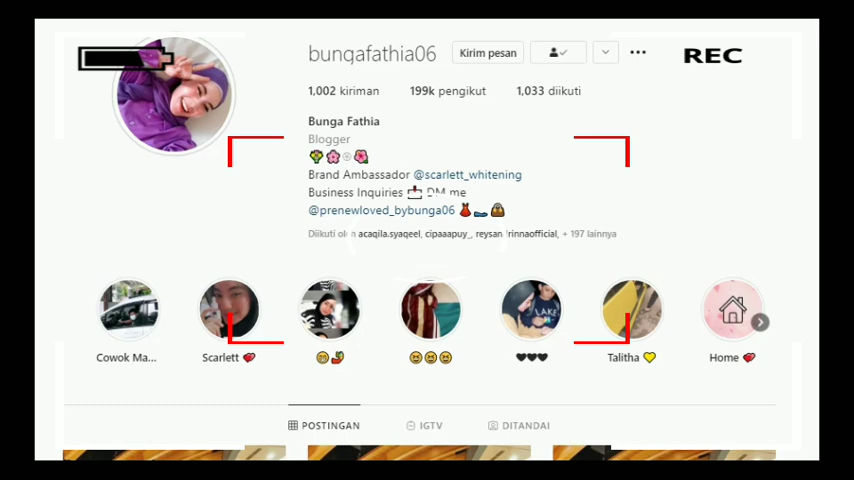 bungafathia06 Kirim pesan REC
1,002 kiriman 199k pengikut 1,033 diikuti
Bunga Fathia
Blogger
Brand Ambassador @scarlett_whitening
Business Inquiries 📩 DM me
@prenewloved_bybunga06
Diikuti oleh acaqila.syaqeel, cipaaapuy_, reysan rinnaofficial, + 197 lainnya
Cowok Ma... Scarlett Talitha Home
POSTINGAN IGTV DITANDAI